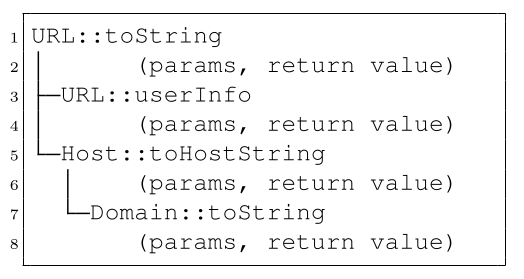 1 URL::toString
2 (params, return value)
3 URL::userInfo
4 (params, return value)
5 Host::toHostString
6 (params, return value)
7 Domain::toString
8 (params, return value)